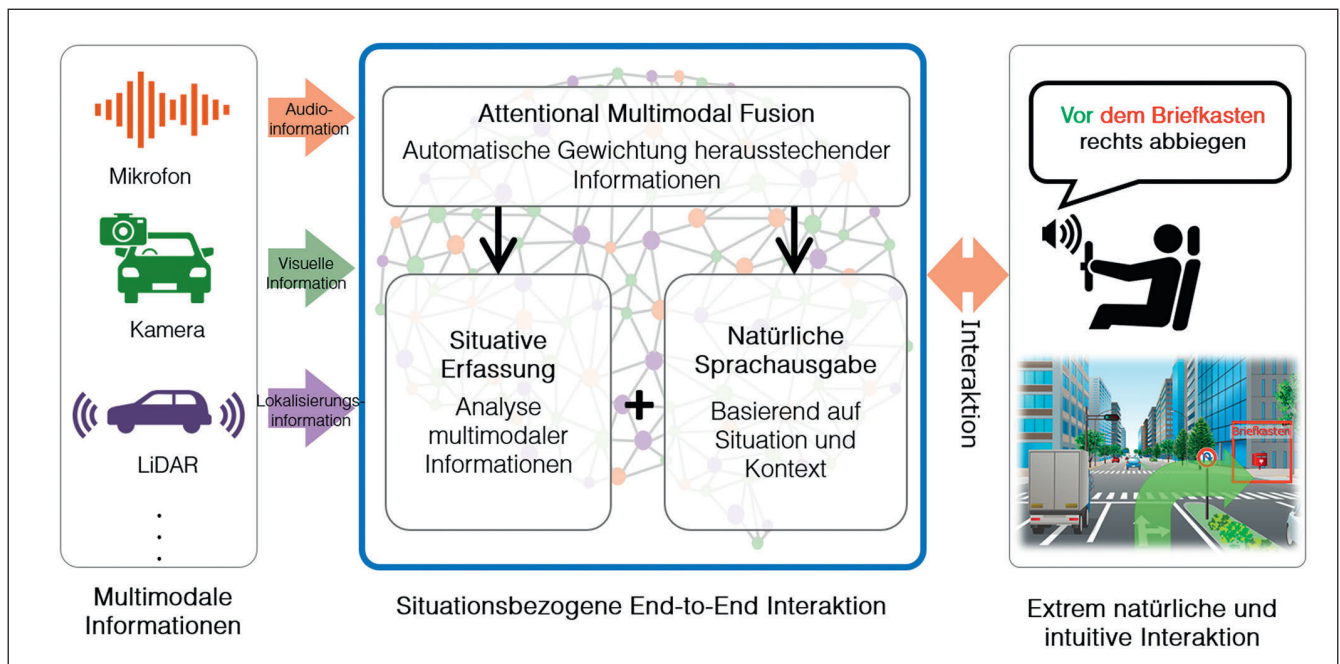 Mikrofon
Kamera
LiDAR
Multimodale
Informationen
Audio-
information
Visuelle
Information
Lokalisierungs-
information
Attentional Multimodal Fusion
Automatische Gewichtung herausstechender
Informationen
Situative
Erfassung
Analyse
multimodaler
Informationen
+
Natürliche
Sprachausgabe
Basierend auf
Situation und
Kontext
Situationsbezogene End-to-End Interaktion
Interaktion
Vor dem Briefkasten
rechts abbiegen
Briefkasten
Extrem natürliche und
intuitive Interaktion